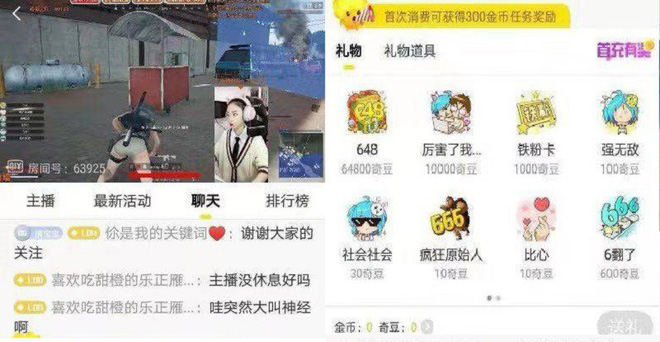 房间号：63925
主播
最新活动
聊天
排行榜
你是我的关键词❤️：谢谢大家的
关注
喜欢吃甜橙的乐正雁...：主播没休息好吗
喜欢吃甜橙的乐正雁...：哇突然大叫神经
啊
首次消费可获得300金币任务奖励
礼物
礼物道具
首充有奖
648
厉害了我...
铁粉卡
强无敌
64800奇豆
10000奇豆
1000奇豆
100奇豆
666
社会社会
疯狂原始人
比心
6翻了
30奇豆
10奇豆
10奇豆
600奇豆
金币：0 奇豆：0
送礼